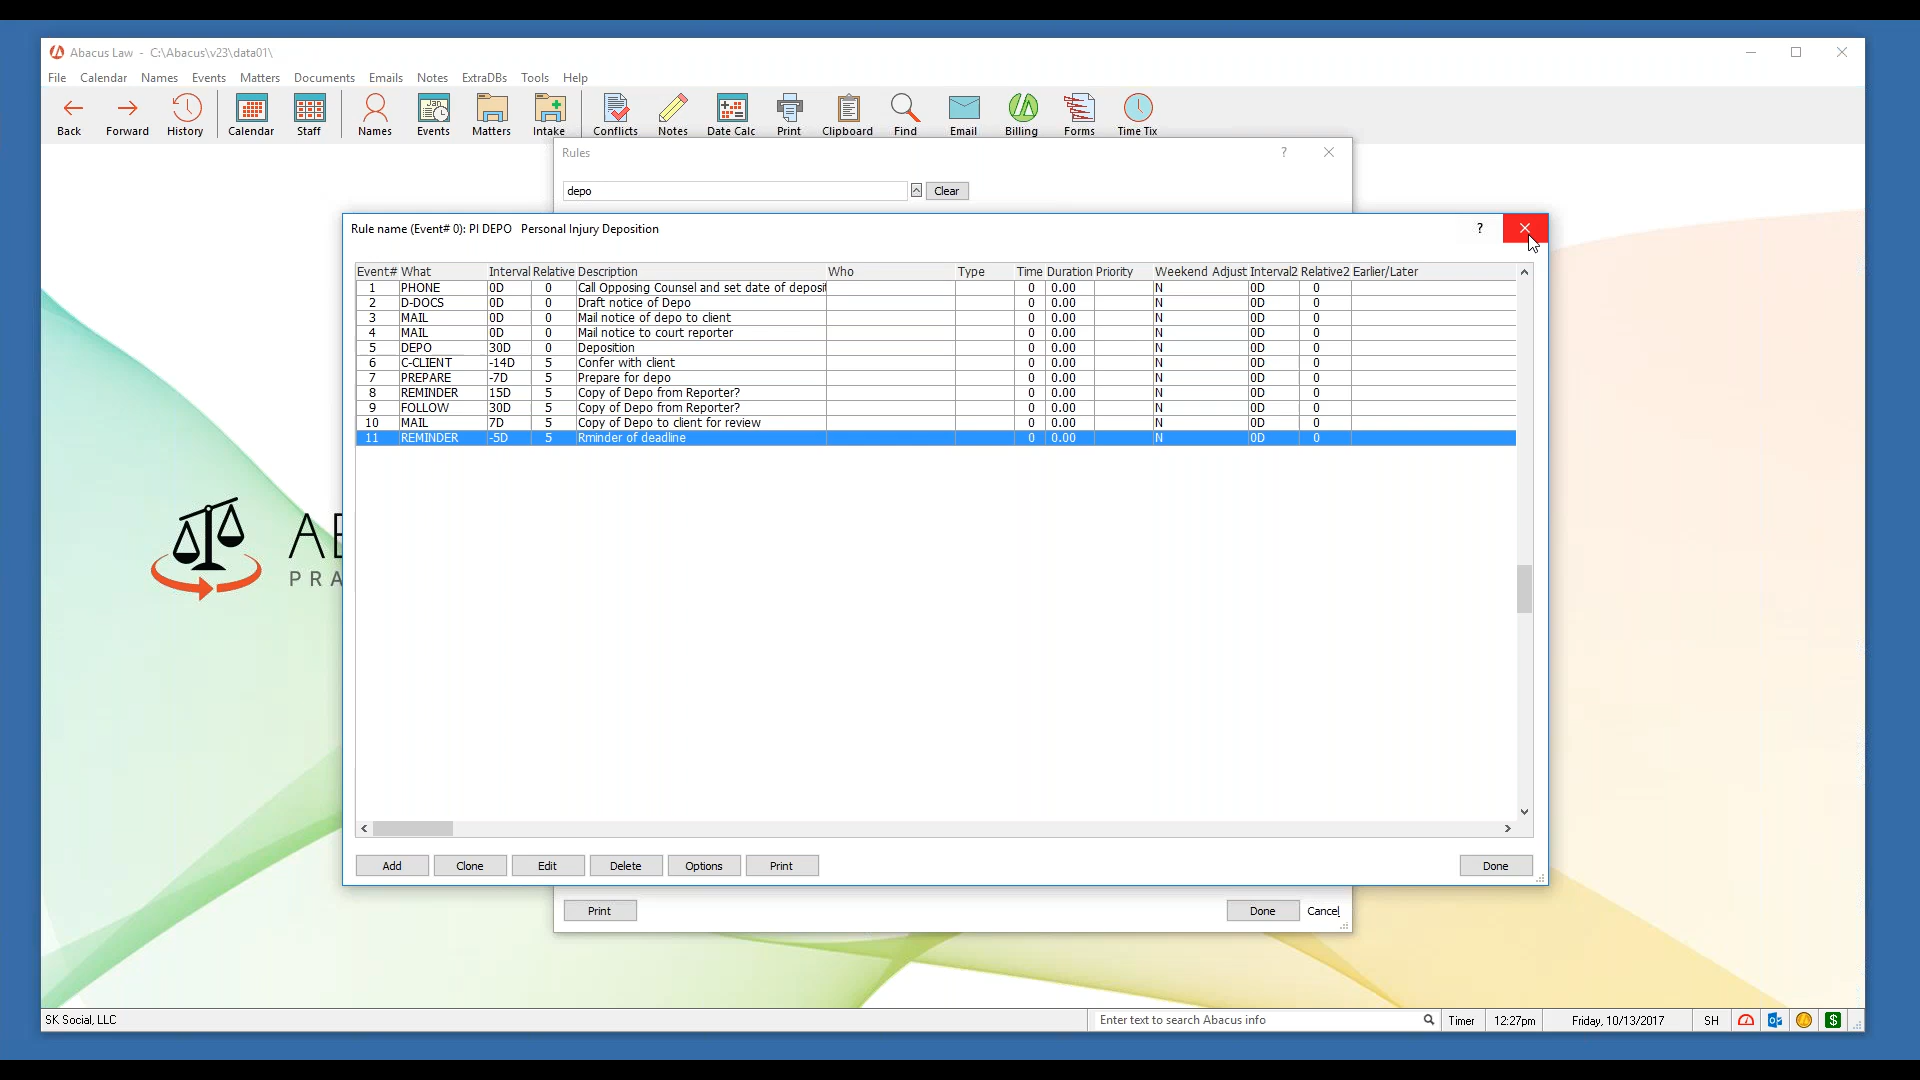 Abacus Law - C:\Abacus\v23\data01\
File Calendar Names Events Matters Documents Emails Notes ExtraDBs Tools Help
Back Forward History Calendar Staff Names Events Matters Intake Conflicts Notes Date Calc Print Clipboard Find Email Billing Forms Time Tix
Rules ?
depo Clear
Rule name (Event# 0): PI DEPO Personal Injury Deposition ?
Event# What Interval Relative Description Who Type Time Duration Priority Weekend Adjust Interval2 Relative2 Earlier/Later
1 PHONE 0D 0 Call Opposing Counsel and set date of deposit 0 0.00 N 0D 0
2 D-DOCS 0D 0 Draft notice of Depo 0 0.00 N 0D 0
3 MAIL 0D 0 Mail notice of depo to client 0 0.00 N 0D 0
4 MAIL 0D 0 Mail notice to court reporter 0 0.00 N 0D 0
5 DEPO 30D 0 Deposition 0 0.00 N 0D 0
6 C-CLIENT -14D 5 Confer with client 0 0.00 N 0D 0
7 PREPARE -7D 5 Prepare for depo 0 0.00 N 0D 0
8 REMINDER 15D 5 Copy of Depo from Reporter? 0 0.00 N 0D 0
9 FOLLOW 30D 5 Copy of Depo from Reporter? 0 0.00 N 0D 0
10 MAIL 7D 5 Copy of Depo to client for review 0 0.00 N 0D 0
11 REMINDER -5D 5 Rminder of deadline 0 0.00 N 0D 0
PRA
Add Clone Edit Delete Options Print Done
Print Done Cancel
SK Social, LLC Enter text to search Abacus info Timer 12:27pm Friday, 10/13/2017 SH